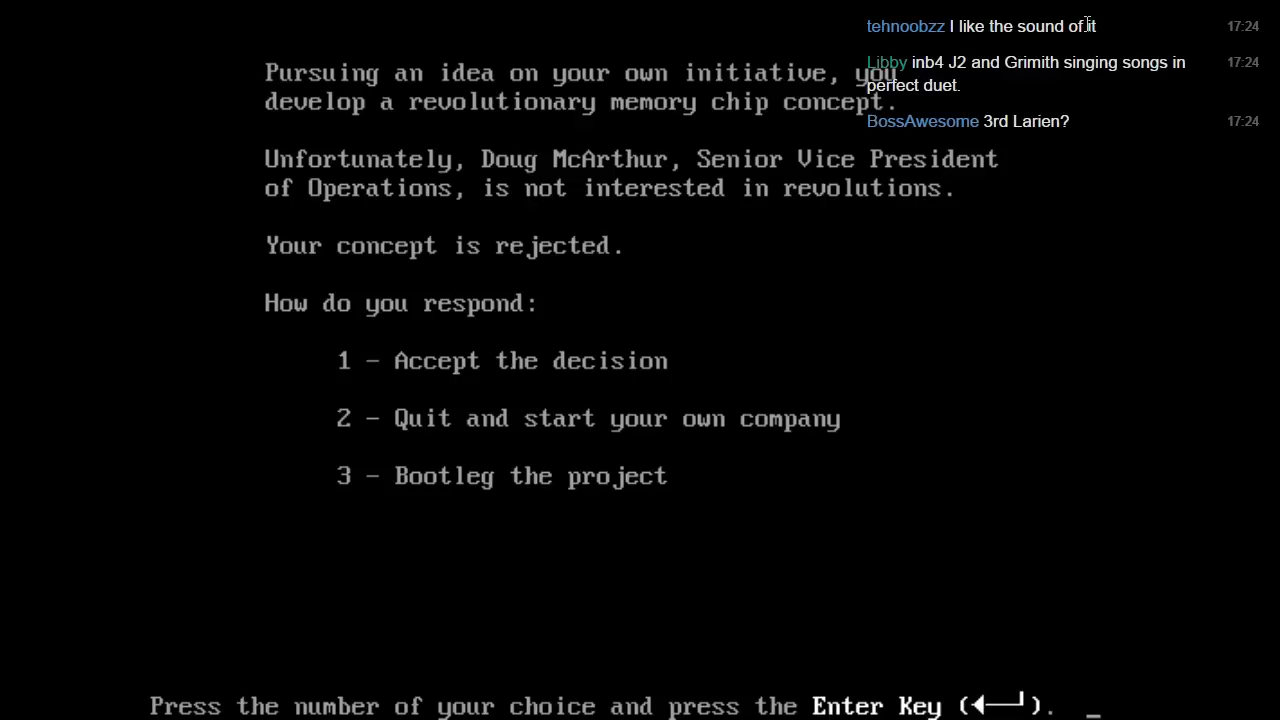 tehnoobzz I like the sound of it 17:24
Libby inb4 J2 and Grimith singing songs in 17:24
perfect duet.
BossAwesome 3rd Larien? 17:24
Pursuing an idea on your own initiative, you
develop a revolutionary memory chip concept.
Unfortunately, Doug McArthur, Senior Vice President
of Operations, is not interested in revolutions.
Your concept is rejected.
How do you respond:
1 - Accept the decision
2 - Quit and start your own company
3 - Bootleg the project
Press the number of your choice and press the Enter Key (◄─┘). _